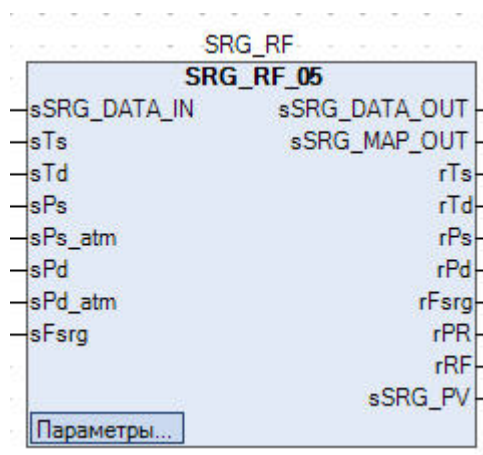 SRG_RF
SRG_RF_05
sSRG_DATA_IN sSRG_DATA_OUT
sTs sSRG_MAP_OUT
sTd rTs
sPs rTd
sPs_atm rPs
sPd rPd
sPd_atm rFsrg
sFsrg rPR
rRF
sSRG_PV
Параметры...